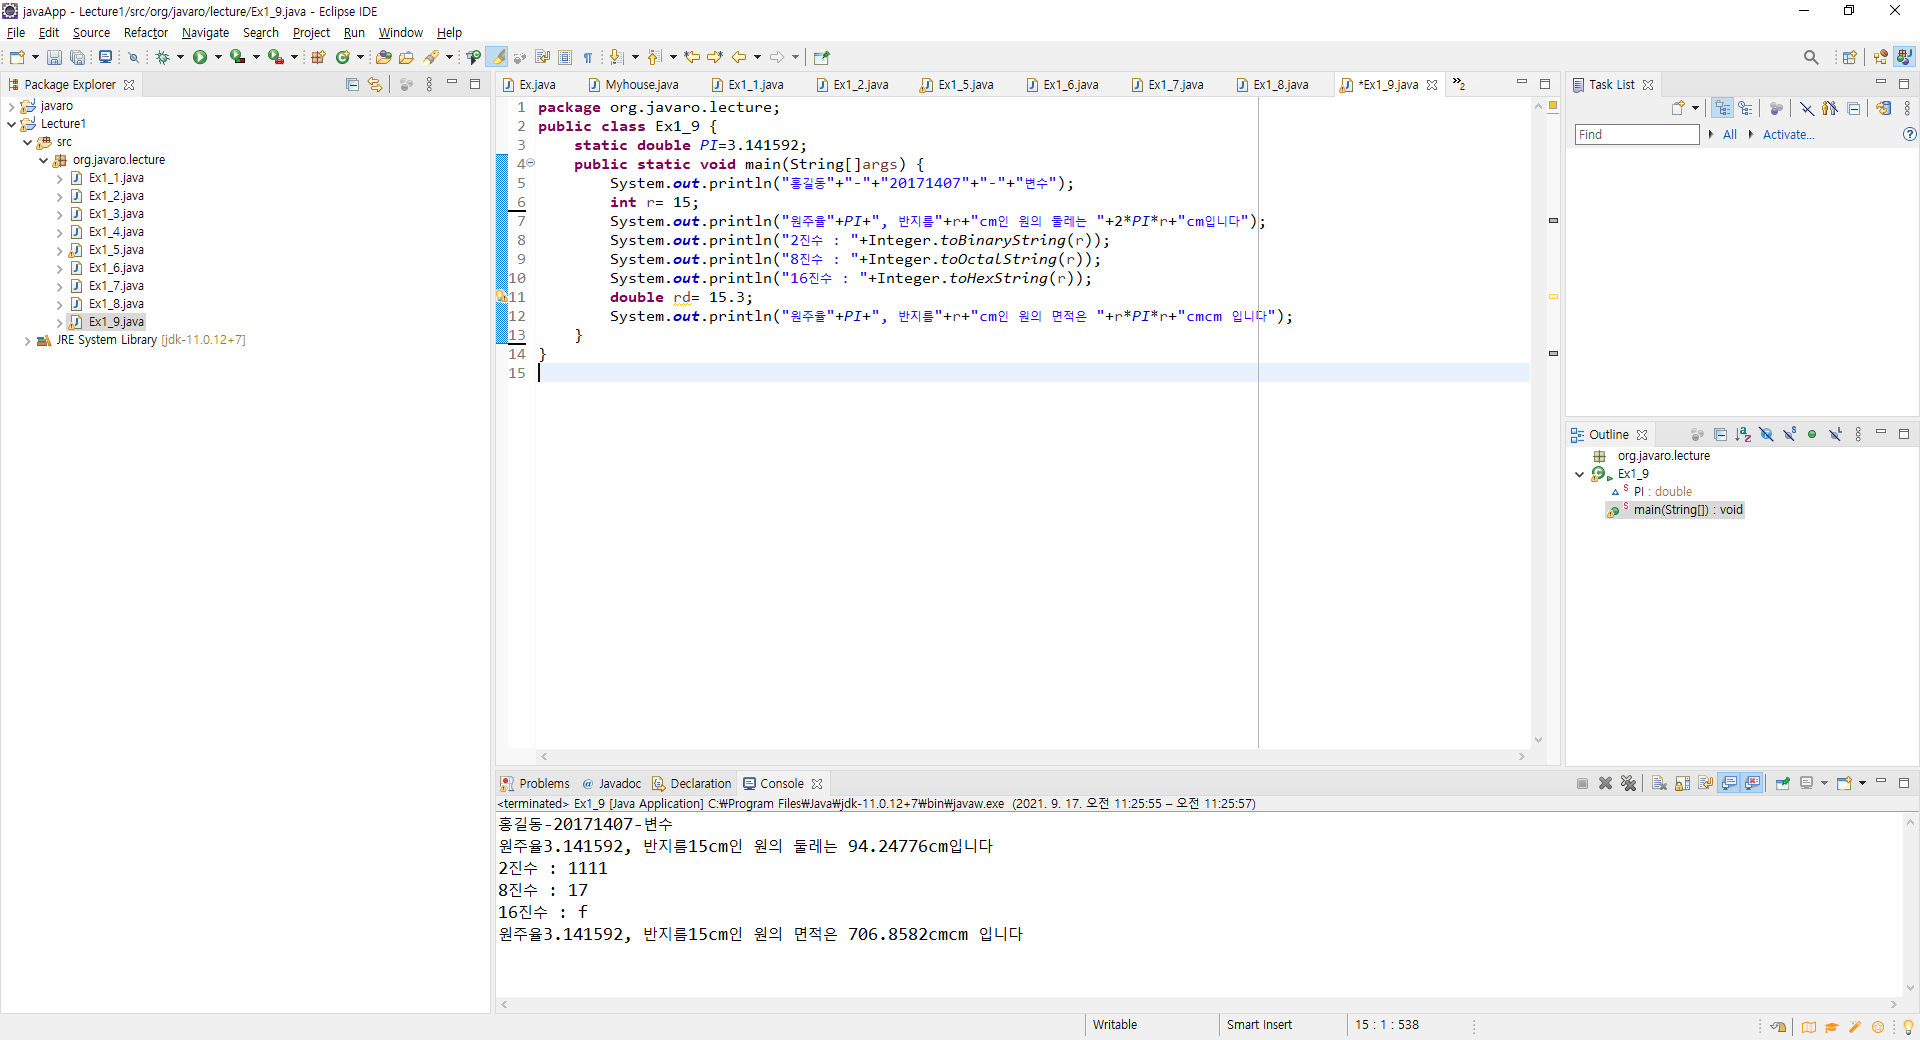 javaApp - Lecture1/src/org/javaro/lecture/Ex1_9.java - Eclipse IDE
File Edit Source Refactor Navigate Search Project Run Window Help
Package Explorer
javaro
Lecture1
src
org.javaro.lecture
Ex1_1.java
Ex1_2.java
Ex1_3.java
Ex1_4.java
Ex1_5.java
Ex1_6.java
Ex1_7.java
Ex1_8.java
Ex1_9.java
JRE System Library [jdk-11.0.12+7]
Ex.java Myhouse.java Ex1_1.java Ex1_2.java Ex1_5.java Ex1_6.java Ex1_7.java Ex1_8.java *Ex1_9.java »2
1 package org.javaro.lecture;
2 public class Ex1_9 {
3 static double PI=3.141592;
4 public static void main(String[]args) {
5 System.out.println("홍길동"+"-"+"20171407"+"-"+"변수");
6 int r= 15;
7 System.out.println("원주율"+PI+", 반지름"+r+"cm인 원의 둘레는 "+2*PI*r+"cm입니다");
8 System.out.println("2진수 : "+Integer.toBinaryString(r));
9 System.out.println("8진수 : "+Integer.toOctalString(r));
10 System.out.println("16진수 : "+Integer.toHexString(r));
11 double rd= 15.3;
12 System.out.println("원주율"+PI+", 반지름"+r+"cm인 원의 면적은 "+r*PI*r+"cmcm 입니다");
13 }
14 }
15
Task List
Find All Activate...
Outline
org.javaro.lecture
Ex1_9
PI : double
main(String[]) : void
Problems @ Javadoc Declaration Console
<terminated> Ex1_9 [Java Application] C:₩Program Files₩Java₩jdk-11.0.12+7₩bin₩javaw.exe (2021. 9. 17. 오전 11:25:55 – 오전 11:25:57)
홍길동-20171407-변수
원주율3.141592, 반지름15cm인 원의 둘레는 94.24776cm입니다
2진수 : 1111
8진수 : 17
16진수 : f
원주율3.141592, 반지름15cm인 원의 면적은 706.8582cmcm 입니다
Writable Smart Insert 15 : 1 : 538